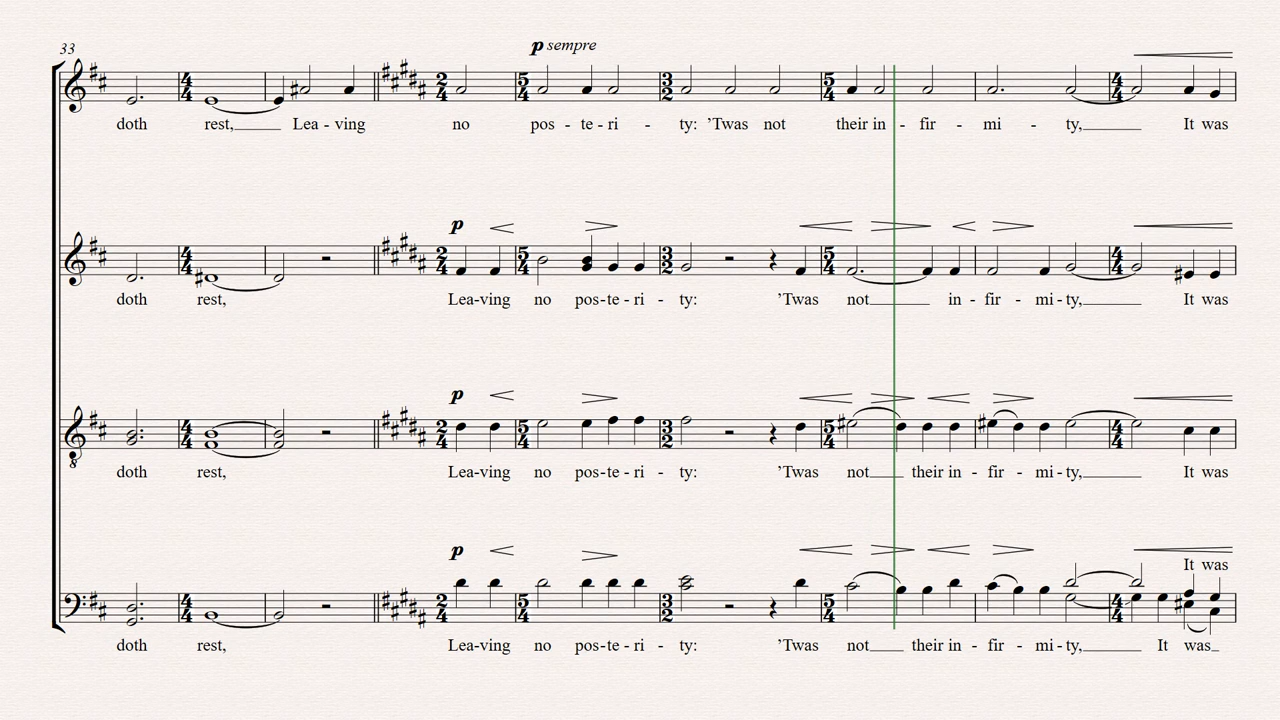 33
p sempre
doth rest, Lea - ving no pos - te - ri - ty: ’Twas not their in - fir - mi - ty, It was
p
doth rest, Lea-ving no pos-te - ri - ty: ’Twas not in - fir - mi - ty, It was
p
doth rest, Lea-ving no pos-te - ri - ty: ’Twas not their in - fir - mi - ty, It was
p
It was
doth rest, Lea-ving no pos-te - ri - ty: ’Twas not their in - fir - mi - ty, It was